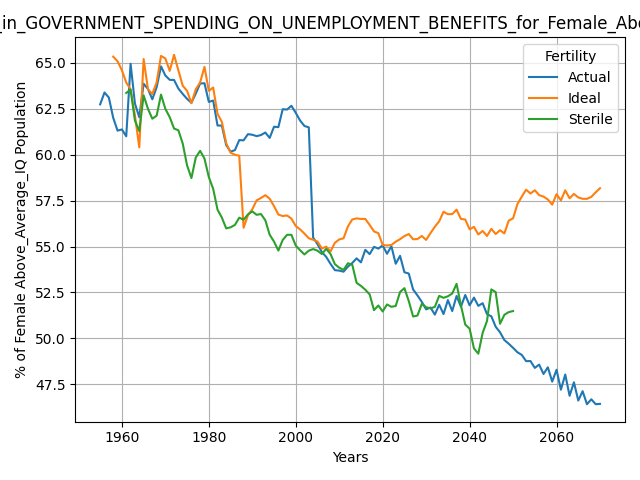 _in_GOVERNMENT_SPENDING_ON_UNEMPLOYMENT_BENEFITS_for_Female_Abo
Fertility
Actual
Ideal
Sterile
65.0
62.5
60.0
57.5
55.0
52.5
50.0
47.5
% of Female Above_Average_IQ Population
1960
1980
2000
2020
2040
2060
Years